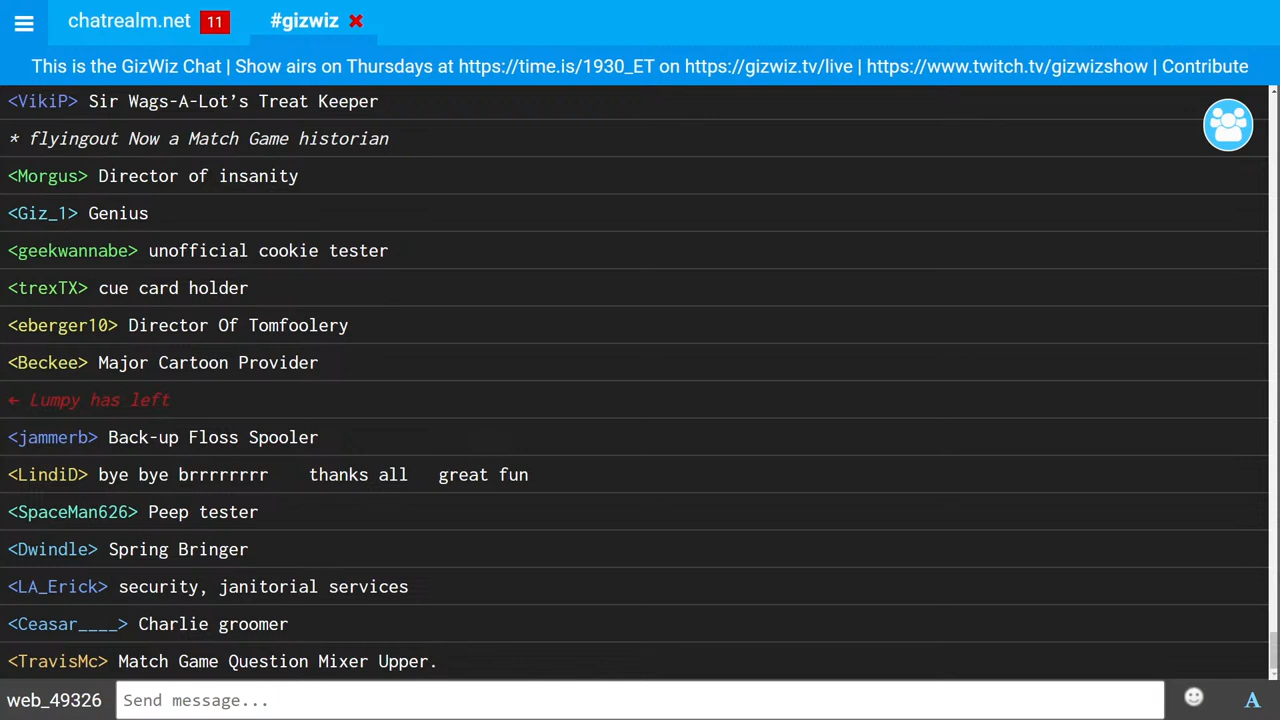 chatrealm.net 11 #gizwiz
This is the GizWiz Chat | Show airs on Thursdays at https://time.is/1930_ET on https://gizwiz.tv/live | https://www.twitch.tv/gizwizshow | Contribute
<VikiP> Sir Wags-A-Lot’s Treat Keeper
* flyingout Now a Match Game historian
<Morgus> Director of insanity
<Giz_1> Genius
<geekwannabe> unofficial cookie tester
<trexTX> cue card holder
<eberger10> Director Of Tomfoolery
<Beckee> Major Cartoon Provider
← Lumpy has left
<jammerb> Back-up Floss Spooler
<LindiD> bye bye brrrrrrrr    thanks all   great fun
<SpaceMan626> Peep tester
<Dwindle> Spring Bringer
<LA_Erick> security, janitorial services
<Ceasar____> Charlie groomer
<TravisMc> Match Game Question Mixer Upper.
web_49326 Send message... A